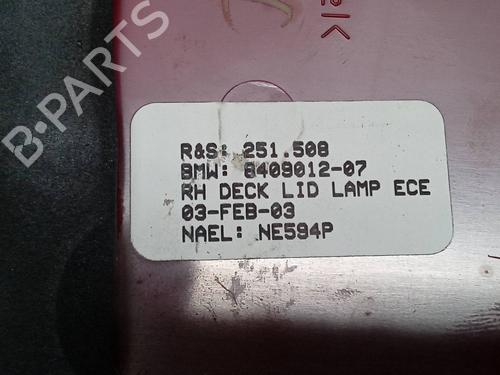 B-PARTS
R&S: 251.508
BMW: 8409012-07
RH DECK LID LAMP ECE
03-FEB-03
NAEL: NE594P